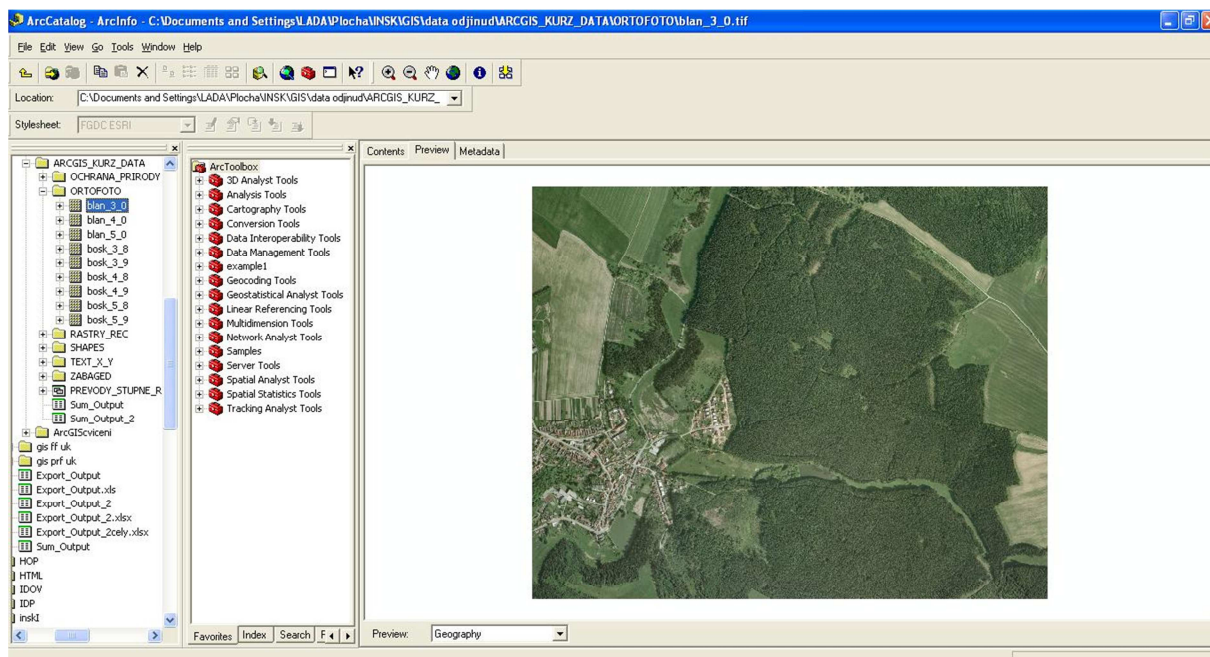 ArcCatalog - ArcInfo - C:\Documents and Settings\LADA\Plocha\INSK\GIS\data odjinud\ARCGIS_KURZ_DATA\ORTOFOTO\blan_3_0.tif
File Edit View Go Tools Window Help
Location: C:\Documents and Settings\LADA\Plocha\INSK\GIS\data odjinud\ARCGIS_KURZ_
Stylesheet: FGDC ESRI
ARCGIS_KURZ_DATA
OCHRANA_PRIRODY
ORTOFOTO
blan_3_0
blan_4_0
blan_5_0
bosk_3_8
bosk_3_9
bosk_4_8
bosk_4_9
bosk_5_8
bosk_5_9
RASTRY_REC
SHAPES
TEXT_X_Y
ZABAGED
PREVODY_STUPNE_R
Sum_Output
Sum_Output_2
ArcGIScviceni
gis ff uk
gis prf uk
Export_Output
Export_Output.xls
Export_Output_2
Export_Output_2.xlsx
Export_Output_2cely.xlsx
Sum_Output
HOP
HTML
IDOV
IDP
inskI
ArcToolbox
3D Analyst Tools
Analysis Tools
Cartography Tools
Conversion Tools
Data Interoperability Tools
Data Management Tools
example1
Geocoding Tools
Geostatistical Analyst Tools
Linear Referencing Tools
Multidimension Tools
Network Analyst Tools
Samples
Server Tools
Spatial Analyst Tools
Spatial Statistics Tools
Tracking Analyst Tools
Favorites Index Search F
Contents Preview Metadata
Preview: Geography